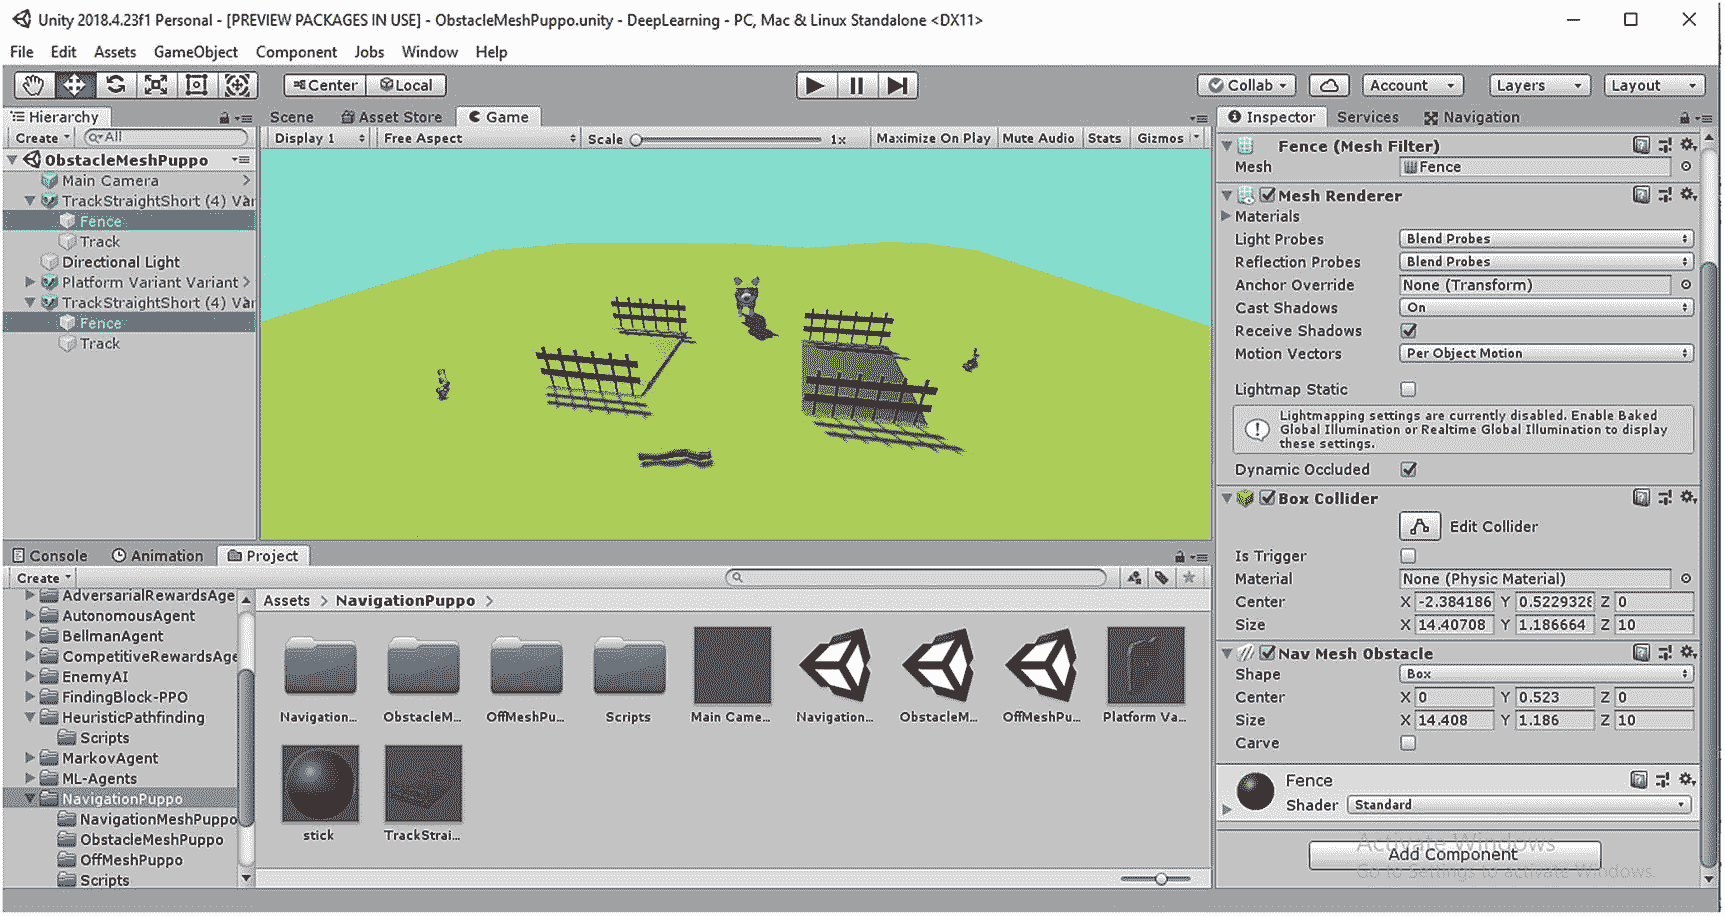 Unity 2018.4.23f1 Personal - [PREVIEW PACKAGES IN USE] - ObstacleMeshPuppo.unity - DeepLearning - PC, Mac & Linux Standalone <DX11>
File Edit Assets GameObject Component Jobs Window Help
Center Local Collab Account Layers Layout
Hierarchy
Create All
ObstacleMeshPuppo
Main Camera
TrackStraightShort (4) Var
Fence
Track
Directional Light
Platform Variant Variant
TrackStraightShort (4) Var
Fence
Track
Scene Asset Store Game
Display 1 Free Aspect Scale 1x Maximize On Play Mute Audio Stats Gizmos
Console Animation Project
Create
AdversarialRewardsAge
AutonomousAgent
BellmanAgent
CompetitiveRewardsAge
EnemyAI
FindingBlock-PPO
HeuristicPathfinding
Scripts
MarkovAgent
ML-Agents
NavigationPuppo
NavigationMeshPuppo
ObstacleMeshPuppo
OffMeshPuppo
Scripts
Assets > NavigationPuppo >
Navigation... ObstacleM... OffMeshPu... Scripts Main Came... Navigation... ObstacleM... OffMeshPu... Platform Va...
stick TrackStrai...
Inspector Services Navigation
Fence (Mesh Filter)
Mesh Fence
Mesh Renderer
Materials
Light Probes Blend Probes
Reflection Probes Blend Probes
Anchor Override None (Transform)
Cast Shadows On
Receive Shadows
Motion Vectors Per Object Motion
Lightmap Static
Lightmapping settings are currently disabled. Enable Baked
Global Illumination or Realtime Global Illumination to display
these settings.
Dynamic Occluded
Box Collider
Edit Collider
Is Trigger
Material None (Physic Material)
Center X -2.384186 Y 0.5229328 Z 0
Size X 14.40708 Y 1.186664 Z 10
Nav Mesh Obstacle
Shape Box
Center X 0 Y 0.523 Z 0
Size X 14.408 Y 1.186 Z 10
Carve
Fence
Shader Standard
Activate Windows
Add Component
Go to Settings to activate Windows.